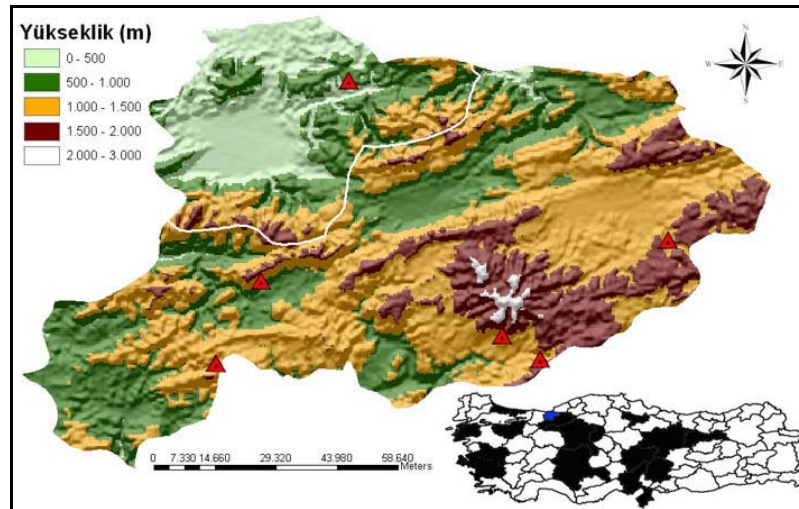 Yükseklik (m)
0 - 500
500 - 1.000
1.000 - 1.500
1.500 - 2.000
2.000 - 3.000
N
W
E
S
0 7.330 14.660 29.320 43.980 58.640
Meters